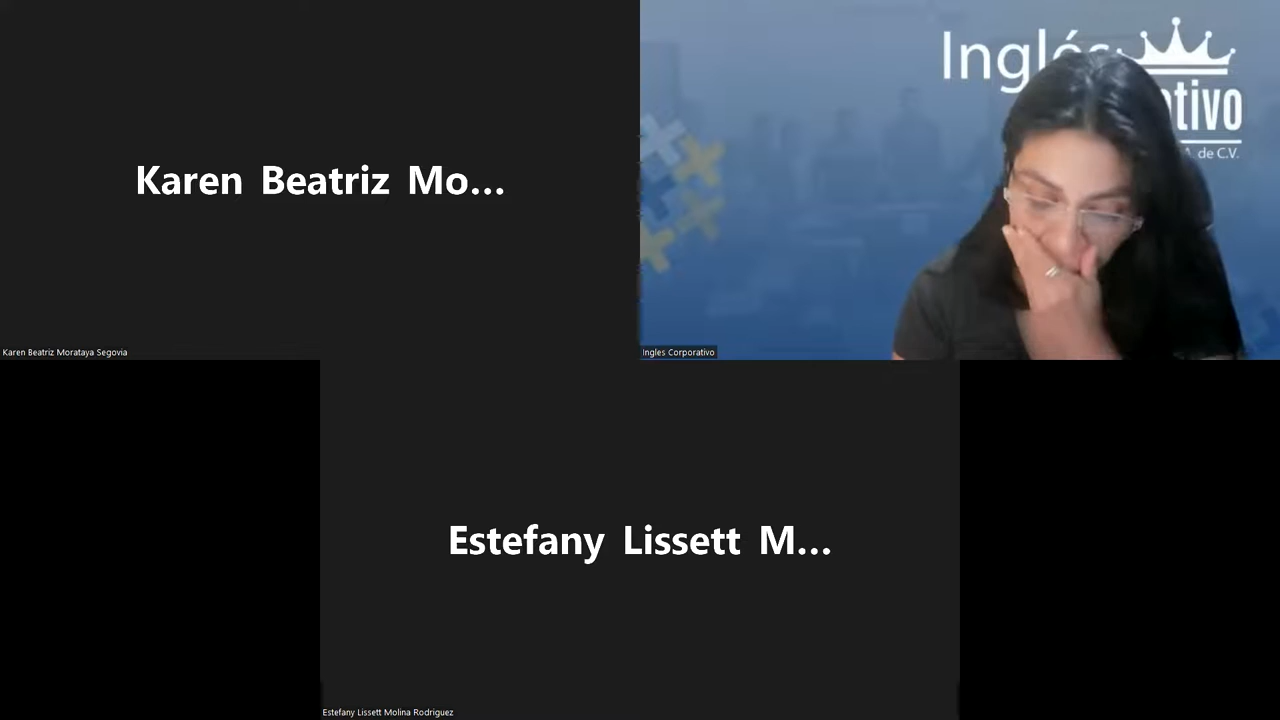 Karen Beatriz Mo...
Karen Beatriz Morataya Segovia
Inglés
ativo
A. de C.V.
Ingles Corporativo
Estefany Lissett M...
Estefany Lissett Molina Rodriguez